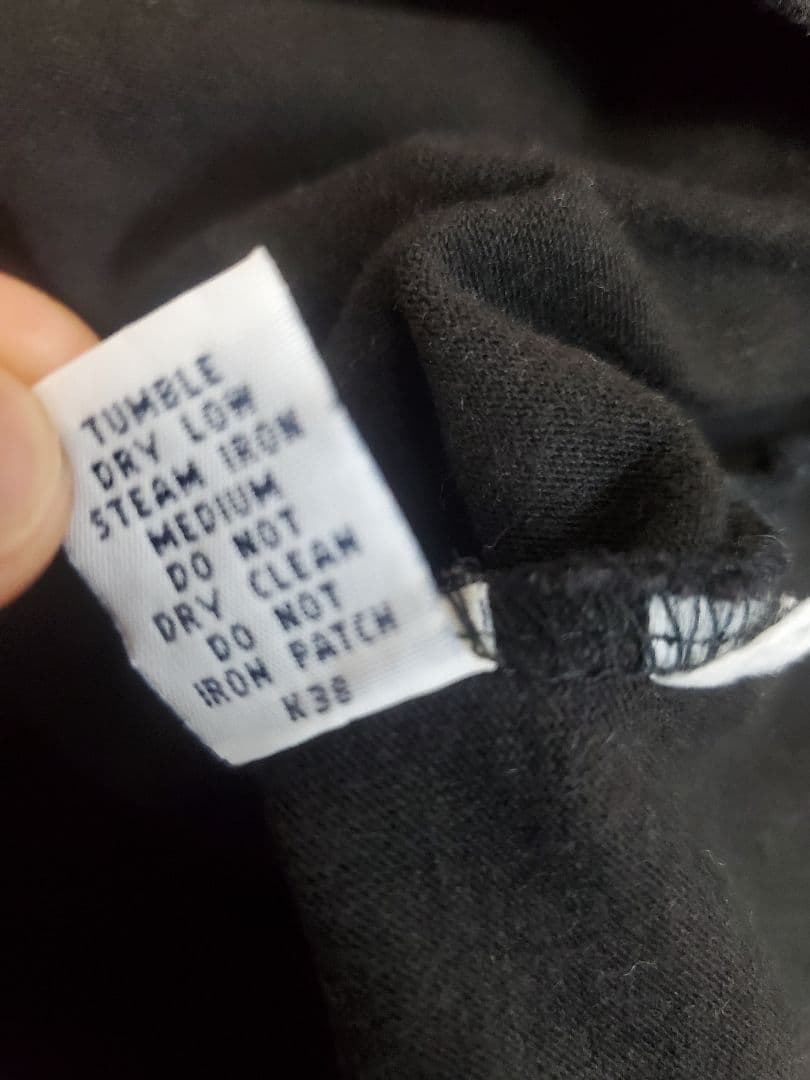 TUMBLE
DRY LOW
STEAM IRON
MEDIUM
DO NOT
DRY CLEAN
DO NOT
IRON PATCH
K38